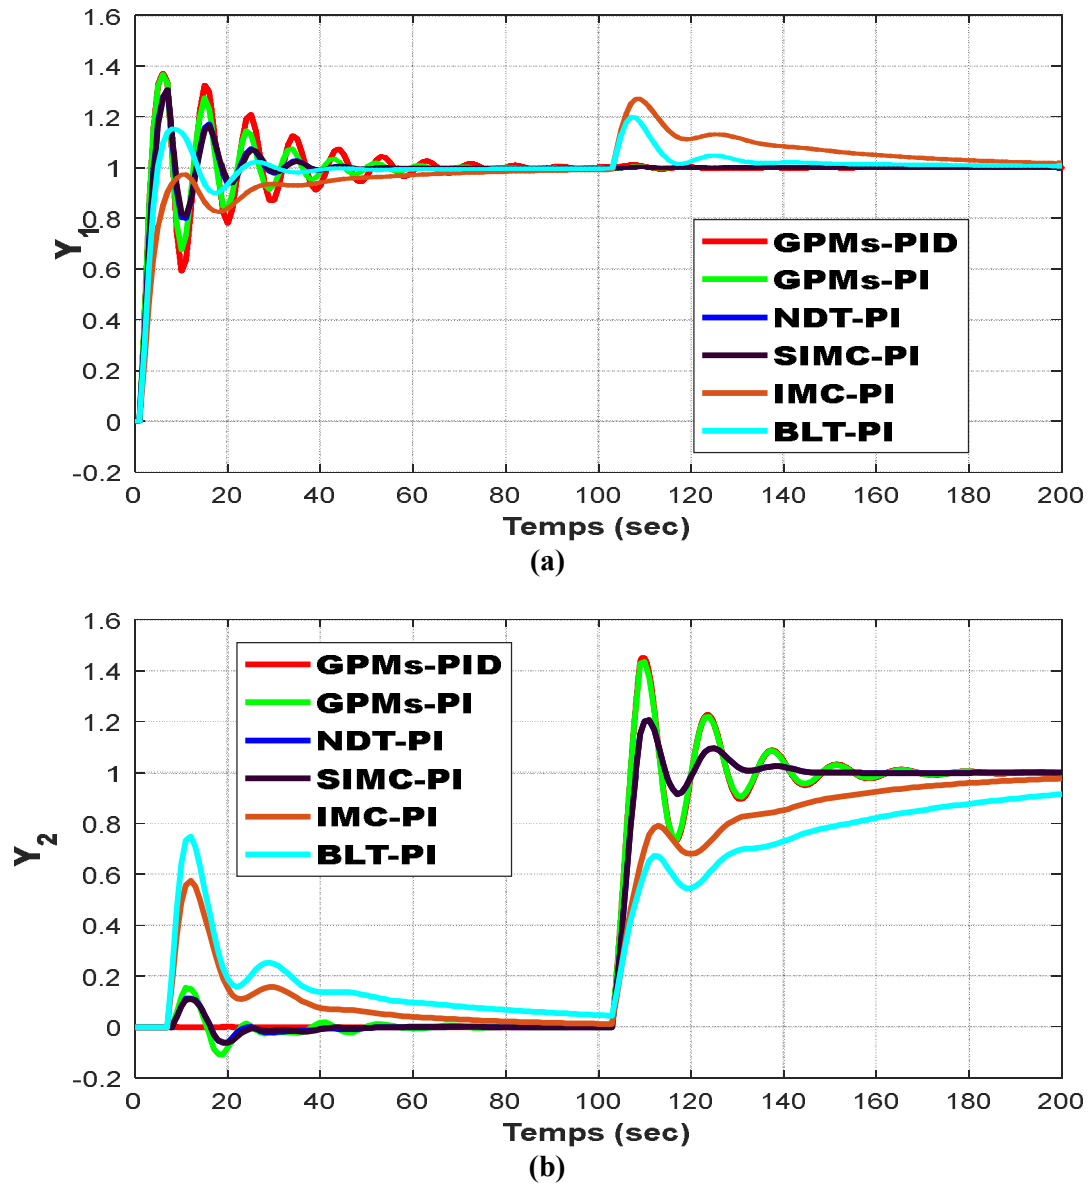 1.6
1.4
1.2
1
0.8
0.6
0.4
0.2
0
-0.2
Y1
GPMs-PID
GPMs-PI
NDT-PI
SIMC-PI
IMC-PI
BLT-PI
0 20 40 60 80 100 120 140 160 180 200
Temps (sec)
(a)
1.6
1.4
1.2
1
0.8
0.6
0.4
0.2
0
-0.2
Y2
GPMs-PID
GPMs-PI
NDT-PI
SIMC-PI
IMC-PI
BLT-PI
0 20 40 60 80 100 120 140 160 180 200
Temps (sec)
(b)